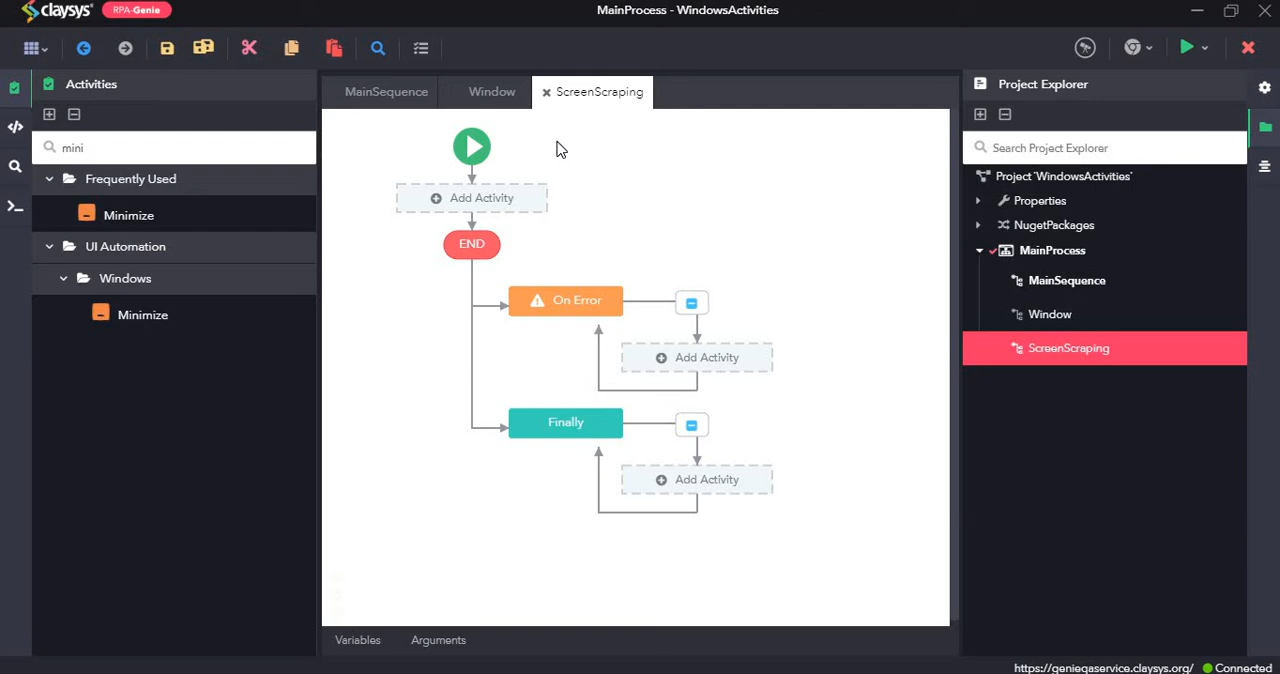 claysys RPA-Genie MainProcess - WindowsActivities
Activities
mini
Frequently Used
Minimize
UI Automation
Windows
Minimize
MainSequence Window ScreenScraping
Add Activity
END
On Error
Add Activity
Finally
Add Activity
Variables Arguments
Project Explorer
Search Project Explorer
Project 'WindowsActivities'
Properties
NugetPackages
MainProcess
MainSequence
Window
ScreenScraping
https://genieqaservice.claysys.org/ Connected